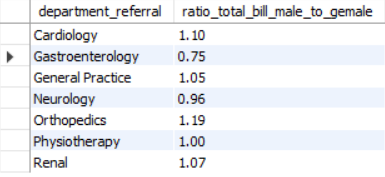 department_referral ratio_total_bill_male_to_gemale
Cardiology 1.10
Gastroenterology 0.75
General Practice 1.05
Neurology 0.96
Orthopedics 1.19
Physiotherapy 1.00
Renal 1.07